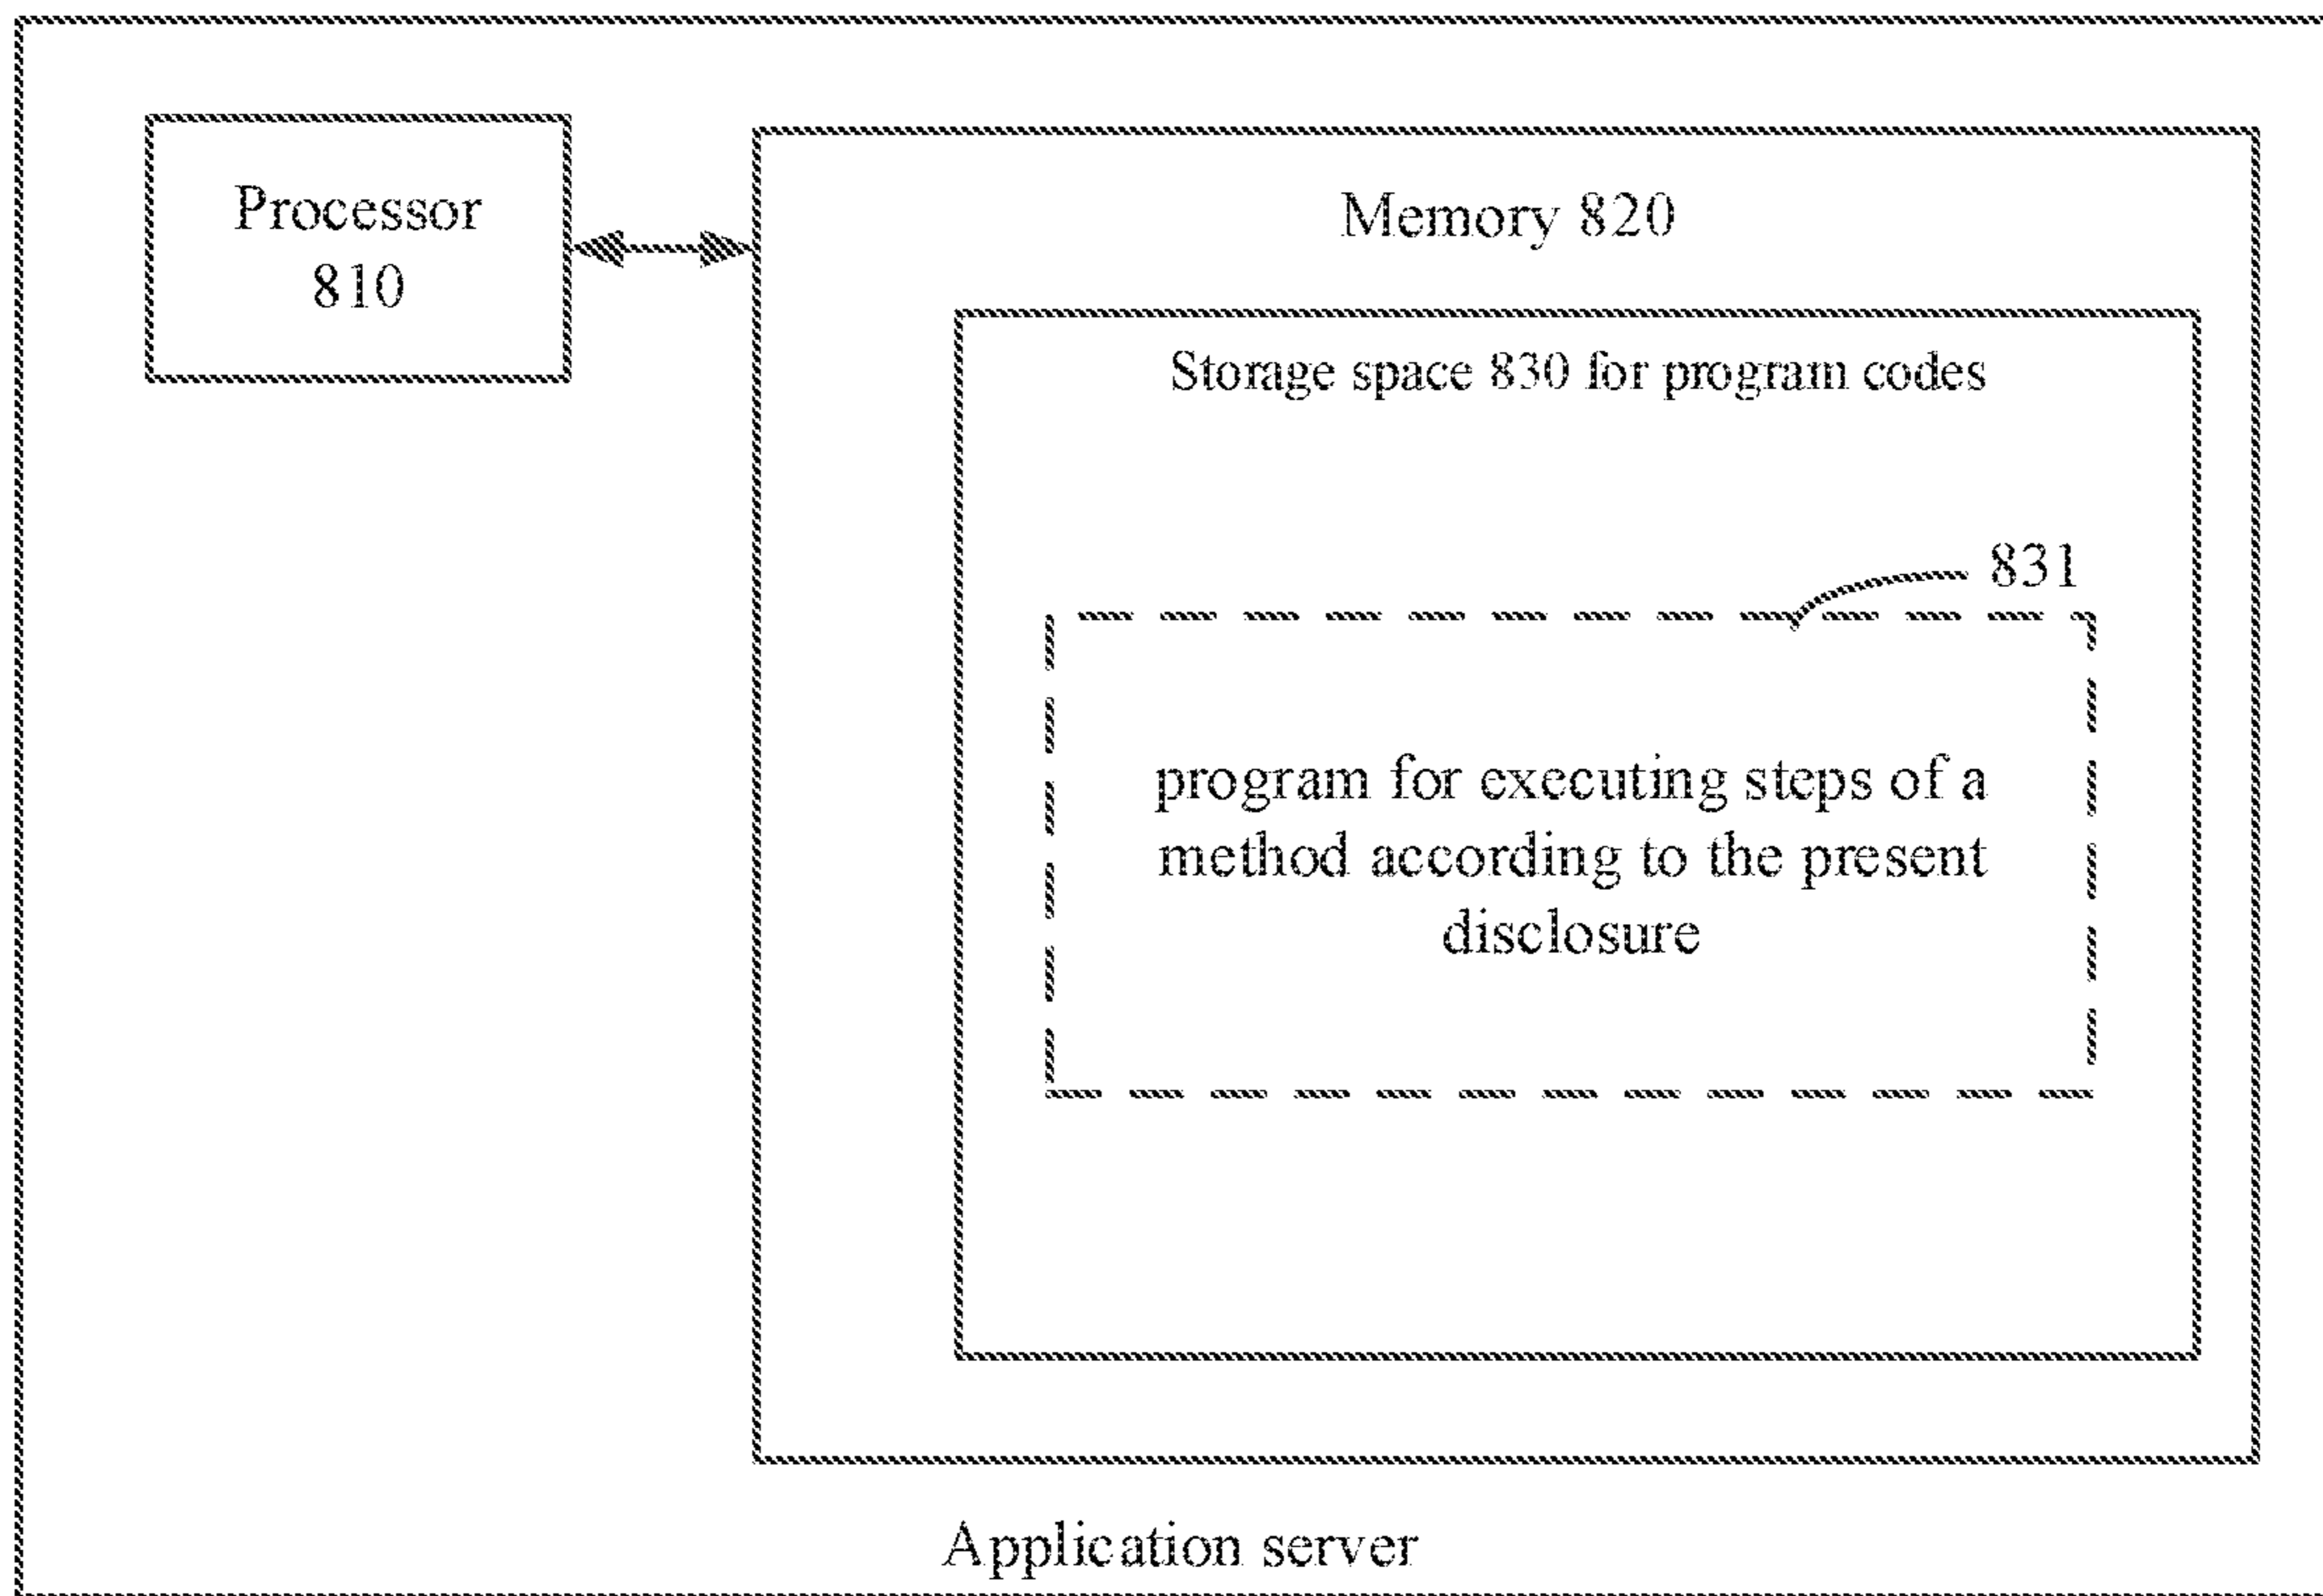 Processor
810
Memory 820
Storage space 830 for program codes
831
program for executing steps of a
method according to the present
disclosure
Application server